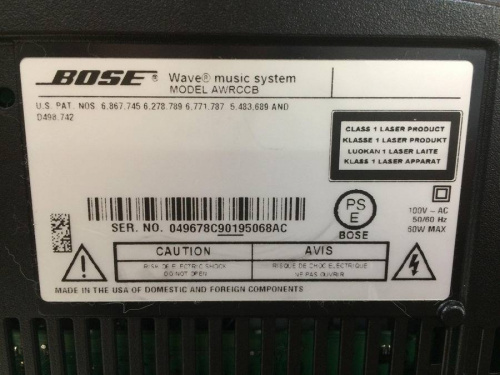 BOSE® Wave® music system
MODEL AWRCCB
U.S. PAT. NOS 6,867,745 6,278,789 6,771,787 5,483,689 AND
D498,742
CLASS 1 LASER PRODUCT
KLASSE 1 LASER PRODUKT
LUOKAN 1 LASER LAITE
KLASS 1 LASER APPARAT
PS
E
BOSE
100V ~ AC
50/60 Hz
60W MAX
SER. NO. 049678C90195068AC
CAUTION
RISK OF ELECTRIC SHOCK
DO NOT OPEN
AVIS
RISQUE DE CHOC ELECTRIQUE
NE PAS OUVRIR
MADE IN THE USA OF DOMESTIC AND FOREIGN COMPONENTS